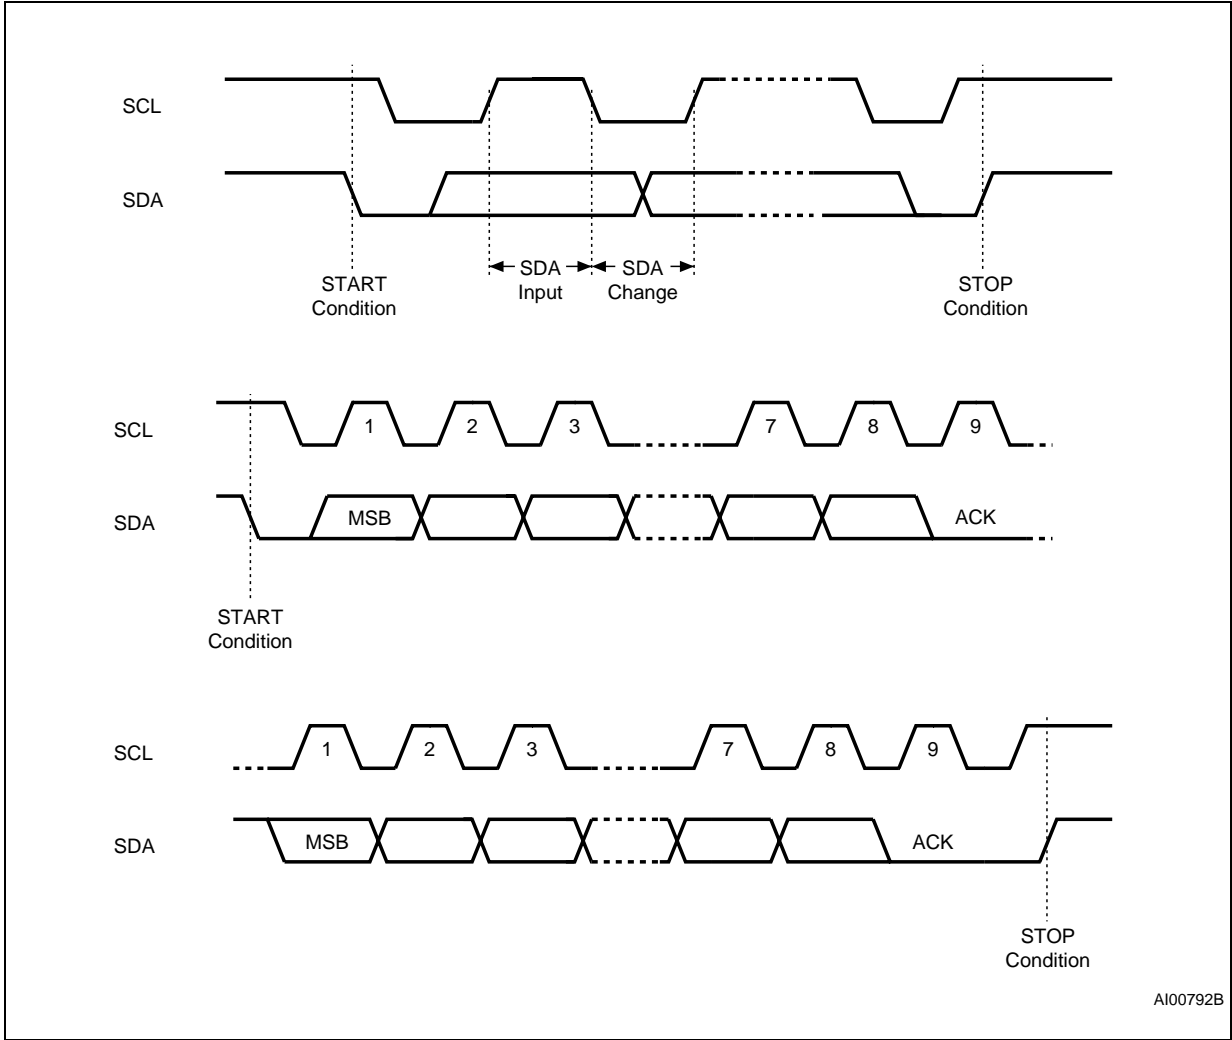 SCL
SDA
SDA
Input
SDA
Change
START
Condition
STOP
Condition
SCL
1
2
3
7
8
9
SDA
MSB
ACK
START
Condition
SCL
1
2
3
7
8
9
SDA
MSB
ACK
STOP
Condition
AI00792B